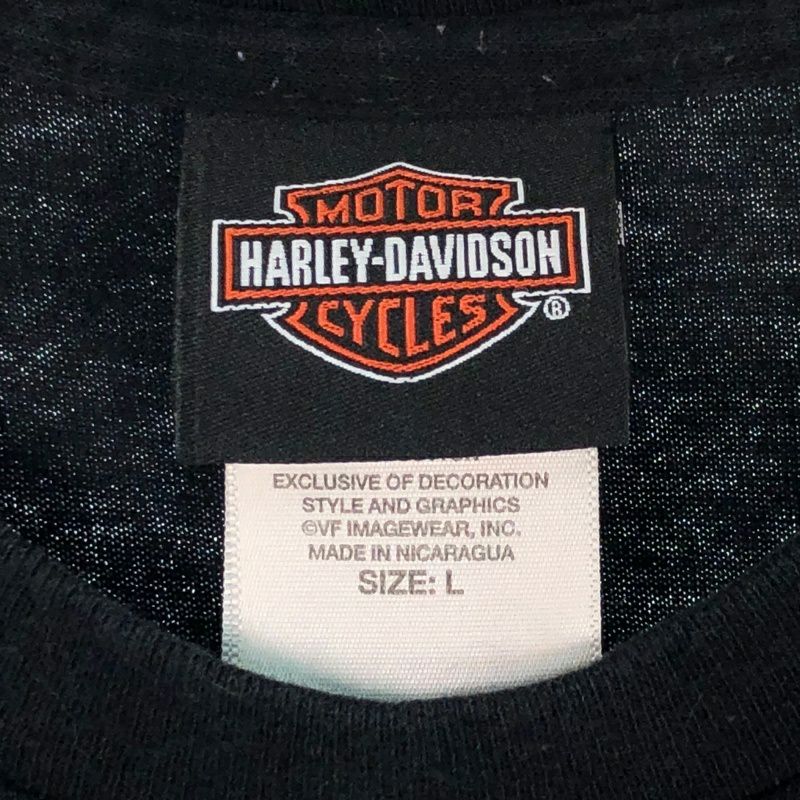 MOTOR
HARLEY-DAVIDSON
CYCLES ®
EXCLUSIVE OF DECORATION
STYLE AND GRAPHICS
©VF IMAGEWEAR, INC.
MADE IN NICARAGUA
SIZE: L